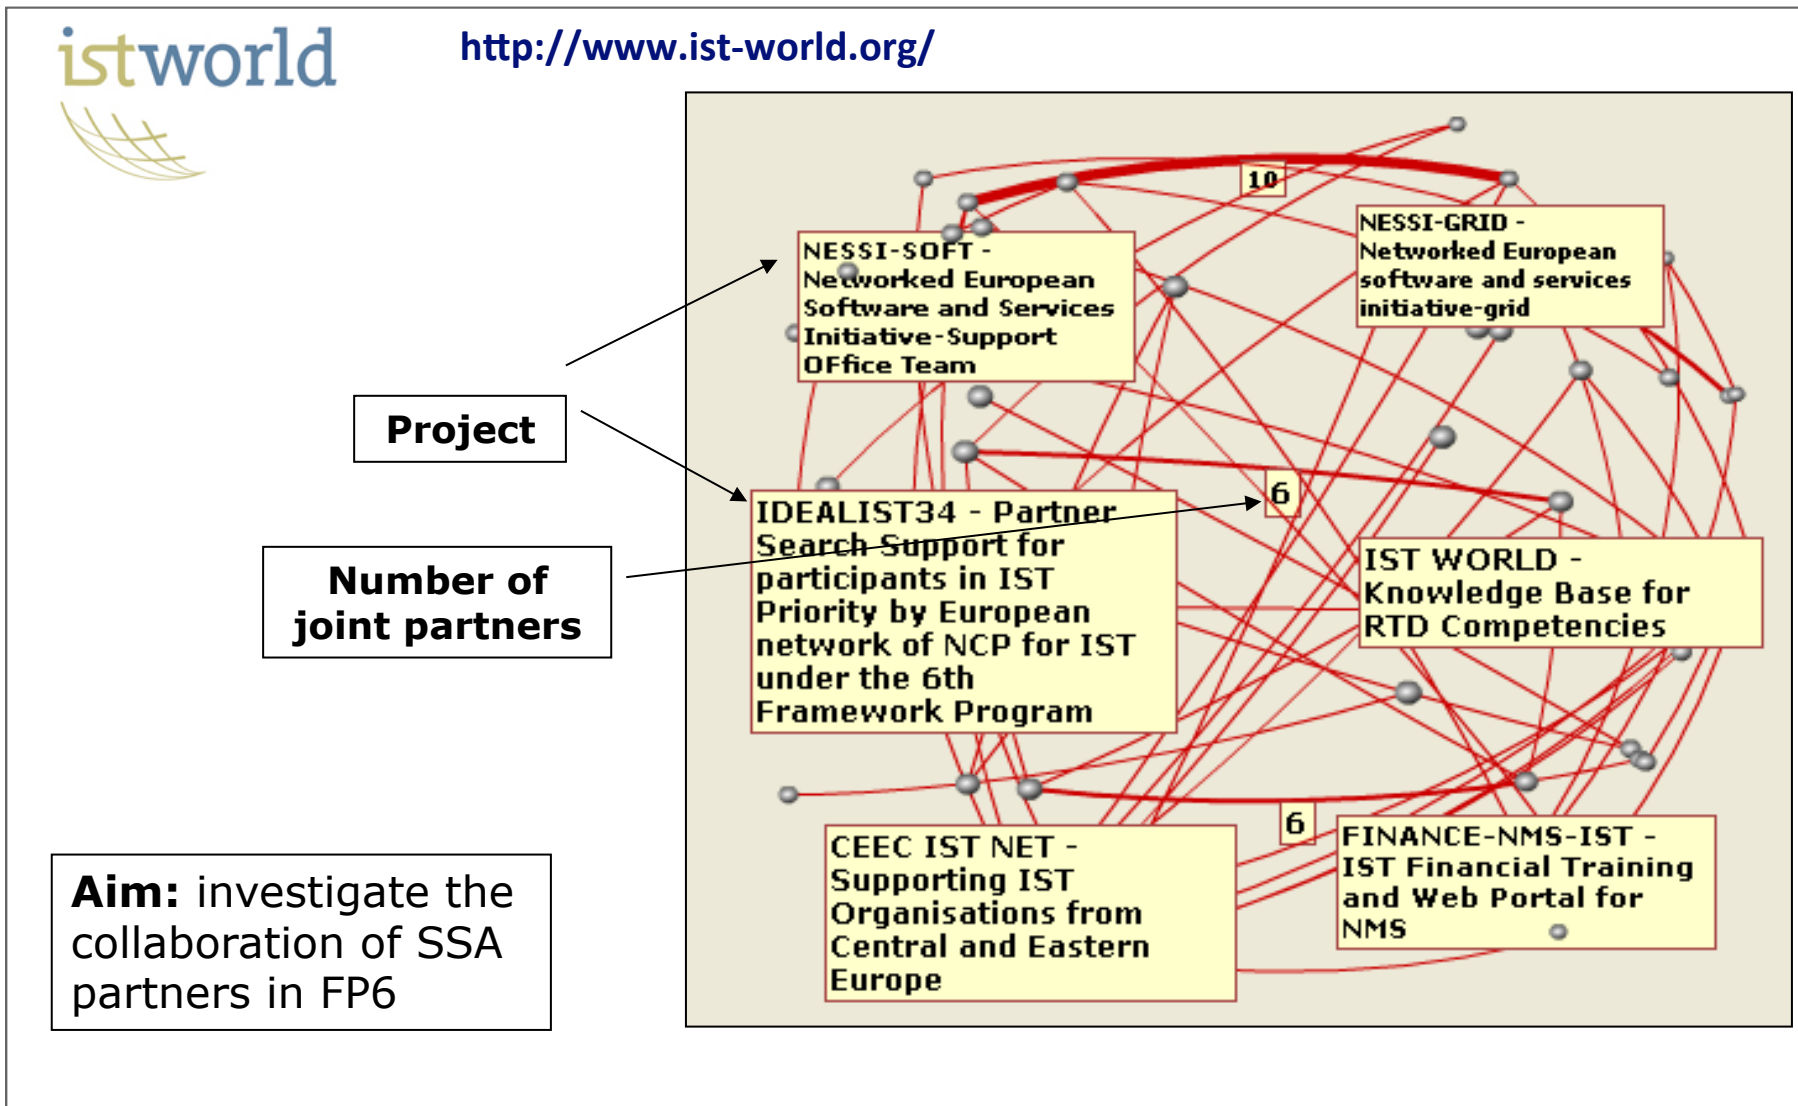 istworld
http://www.ist-world.org/
10
NESSI-SOFT -
Networked European
Software and Services
Initiative-Support
OFfice Team
NESSI-GRID -
Networked European
software and services
initiative-grid
Project
6
IDEALIST34 - Partner
Search Support for
participants in IST
Priority by European
network of NCP for IST
under the 6th
Framework Program
IST WORLD -
Knowledge Base for
RTD Competencies
Number of
joint partners
6
CEEC IST NET -
Supporting IST
Organisations from
Central and Eastern
Europe
FINANCE-NMS-IST -
IST Financial Training
and Web Portal for
NMS
Aim: investigate the
collaboration of SSA
partners in FP6